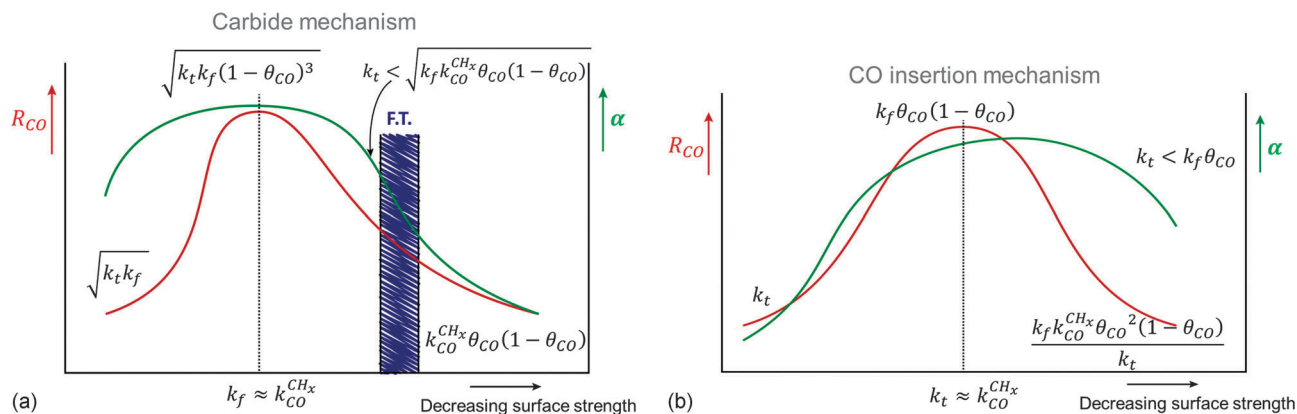 Carbide mechanism
√(k_t k_f (1 − θ_CO)³)
k_t < √(k_f k_CO^{CHx} θ_CO (1 − θ_CO))
R_CO
F.T.
α
√(k_t k_f)
k_CO^{CHx} θ_CO (1 − θ_CO)
(a)
k_f ≈ k_CO^{CHx}
Decreasing surface strength
CO insertion mechanism
k_f θ_CO (1 − θ_CO)
R_CO
α
k_t < k_f θ_CO
k_t
k_f k_CO^{CHx} θ_CO² (1 − θ_CO)
k_t
(b)
k_t ≈ k_CO^{CHx}
Decreasing surface strength